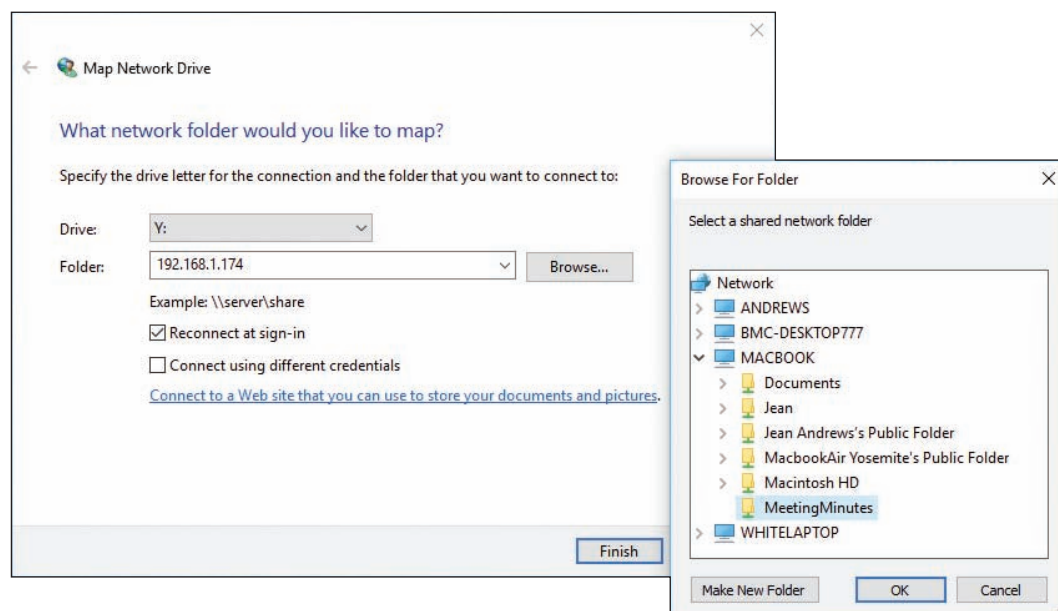 Map Network Drive
What network folder would you like to map?
Specify the drive letter for the connection and the folder that you want to connect to:
Drive: Y:
Folder: 192.168.1.174 Browse...
Example: \\server\share
Reconnect at sign-in
Connect using different credentials
Connect to a Web site that you can use to store your documents and pictures.
Finish
Browse For Folder
Select a shared network folder
Network
ANDREWS
BMC-DESKTOP777
MACBOOK
Documents
Jean
Jean Andrews's Public Folder
MacbookAir Yosemite's Public Folder
Macintosh HD
MeetingMinutes
WHITELAPTOP
Make New Folder OK Cancel